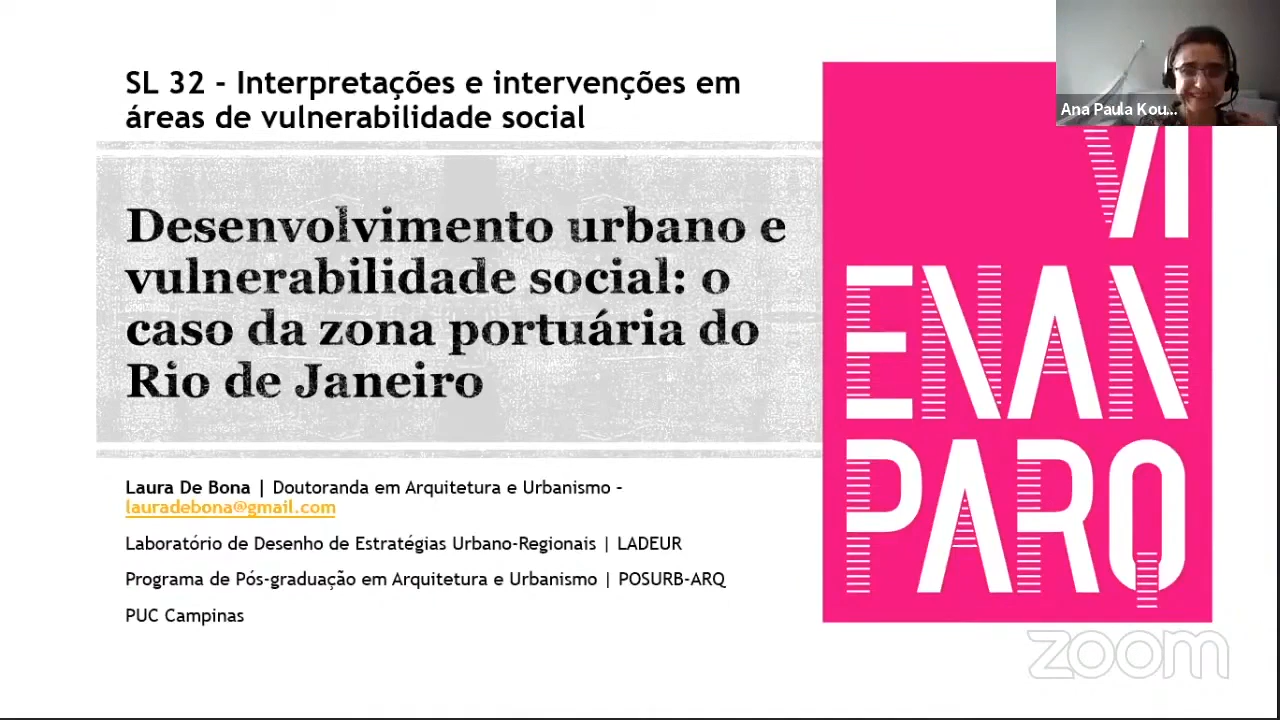 SL 32 - Interpretações e intervenções em
áreas de vulnerabilidade social
Desenvolvimento urbano e
vulnerabilidade social: o
caso da zona portuária do
Rio de Janeiro
Laura De Bona | Doutoranda em Arquitetura e Urbanismo –
lauradebona@gmail.com
Laboratório de Desenho de Estratégias Urbano-Regionais | LADEUR
Programa de Pós-graduação em Arquitetura e Urbanismo | POSURB-ARQ
PUC Campinas
Ana Paula Kou...
VI
ENAN
PARQ
zoom